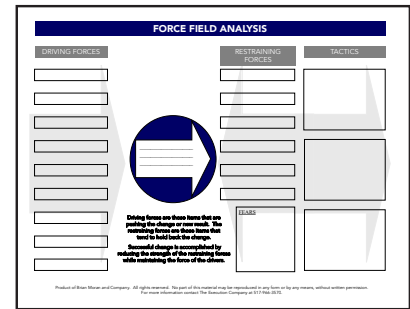 FORCE FIELD ANALYSIS
DRIVING FORCES
RESTRAINING
FORCES
TACTICS
FEARS
Driving forces are those items that are
pushing the change or new result. The
restraining forces are those items that
tend to hold back the change.
Successful change is accomplished by
reducing the strength of the restraining forces
while maintaining the force of the drivers.
Product of Brian Moran and Company. All rights reserved. No part of this material may be reproduced in any form or by any means, without written permission.
For more information contact The Execution Company at 517-966-3570.